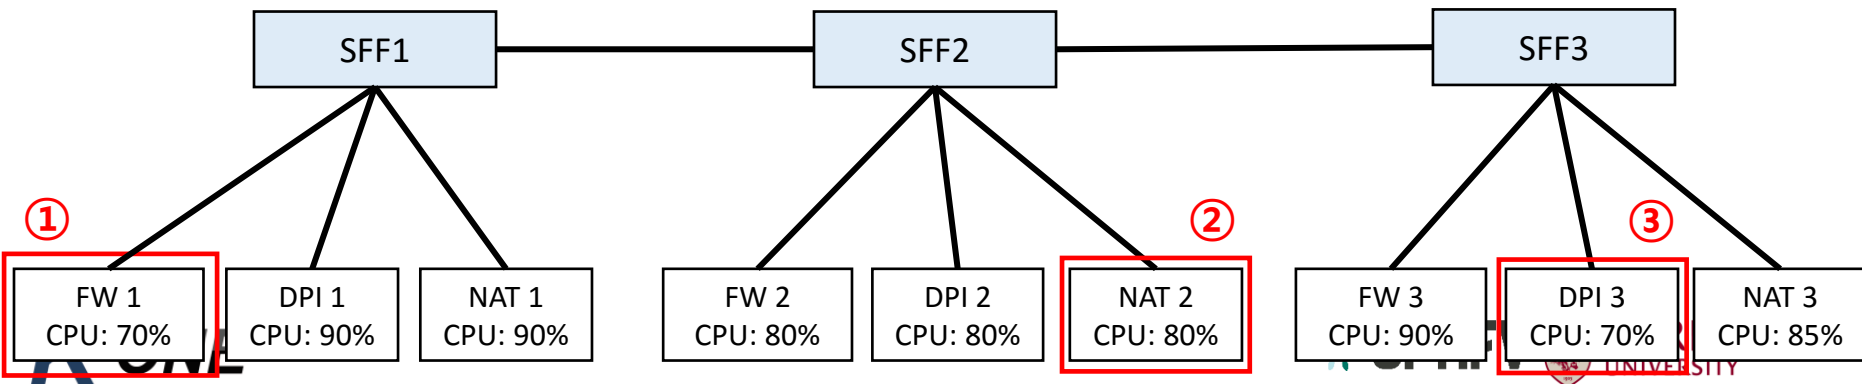 SFF1
SFF2
SFF3
①
②
③
FW 1
CPU: 70%
DPI 1
CPU: 90%
NAT 1
CPU: 90%
FW 2
CPU: 80%
DPI 2
CPU: 80%
NAT 2
CPU: 80%
FW 3
CPU: 90%
DPI 3
CPU: 70%
NAT 3
CPU: 85%
UNIVERSITY